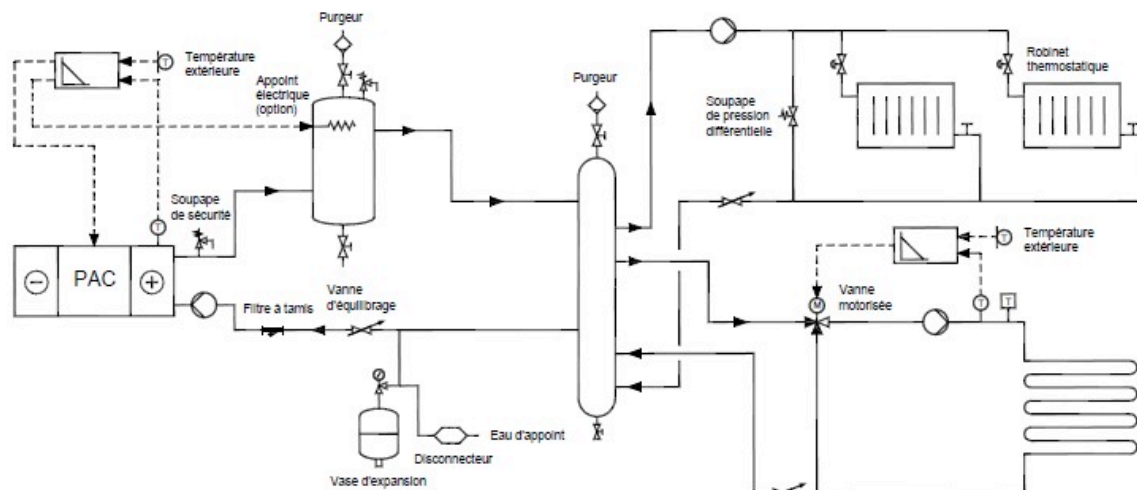 Purgeur
Température
extérieure
T
Appoint
électrique
(option)
Purgeur
Robinet
thermostatique
Soupape
de pression
différentielle
Soupape
de sécurité
T
PAC
Filtre à tamis
Vanne
d'équilibrage
Température
extérieure
T
Vanne
motorisée
M
T
T
Eau d'appoint
Disconnecteur
Vase d'expansion